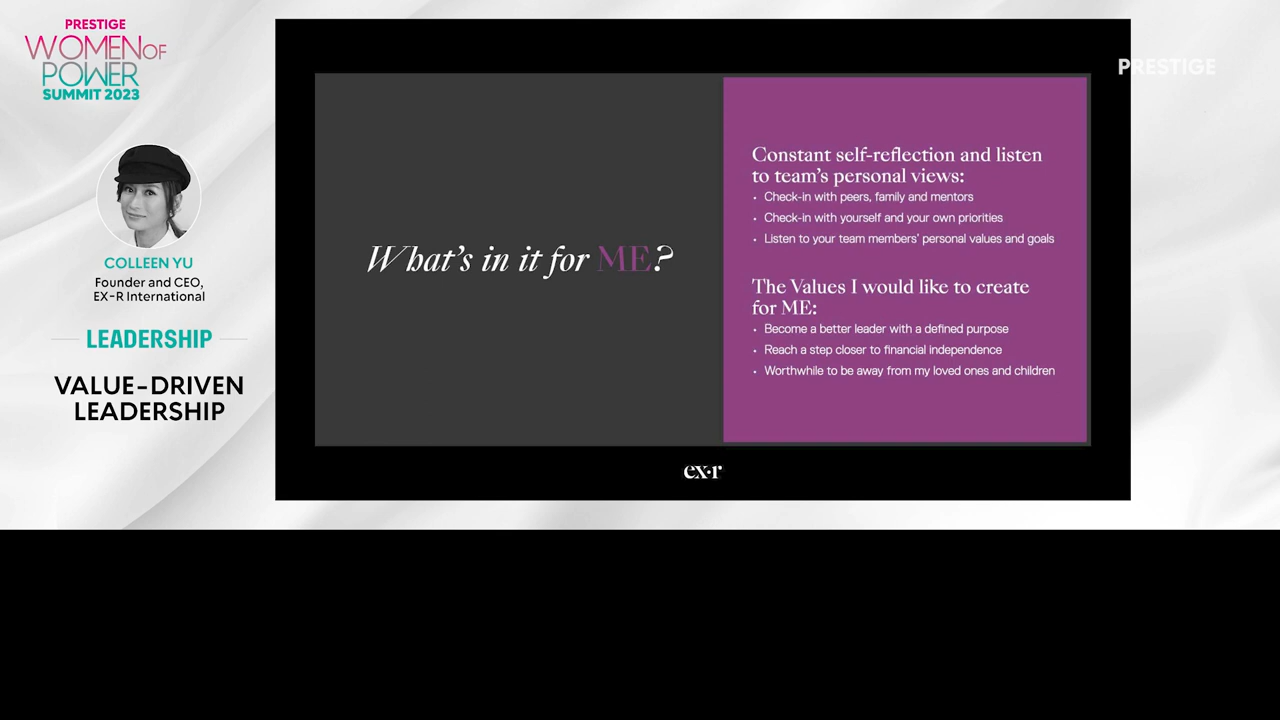 PRESTIGE
WOMEN OF
POWER
SUMMIT 2023
COLLEEN YU
Founder and CEO,
EX-R International
LEADERSHIP
VALUE-DRIVEN
LEADERSHIP
What's in it for ME?
Constant self-reflection and listen
to team's personal views:
• Check-in with peers, family and mentors
• Check-in with yourself and your own priorities
• Listen to your team members' personal values and goals
The Values I would like to create
for ME:
• Become a better leader with a defined purpose
• Reach a step closer to financial independence
• Worthwhile to be away from my loved ones and children
ex·r
PRESTIGE